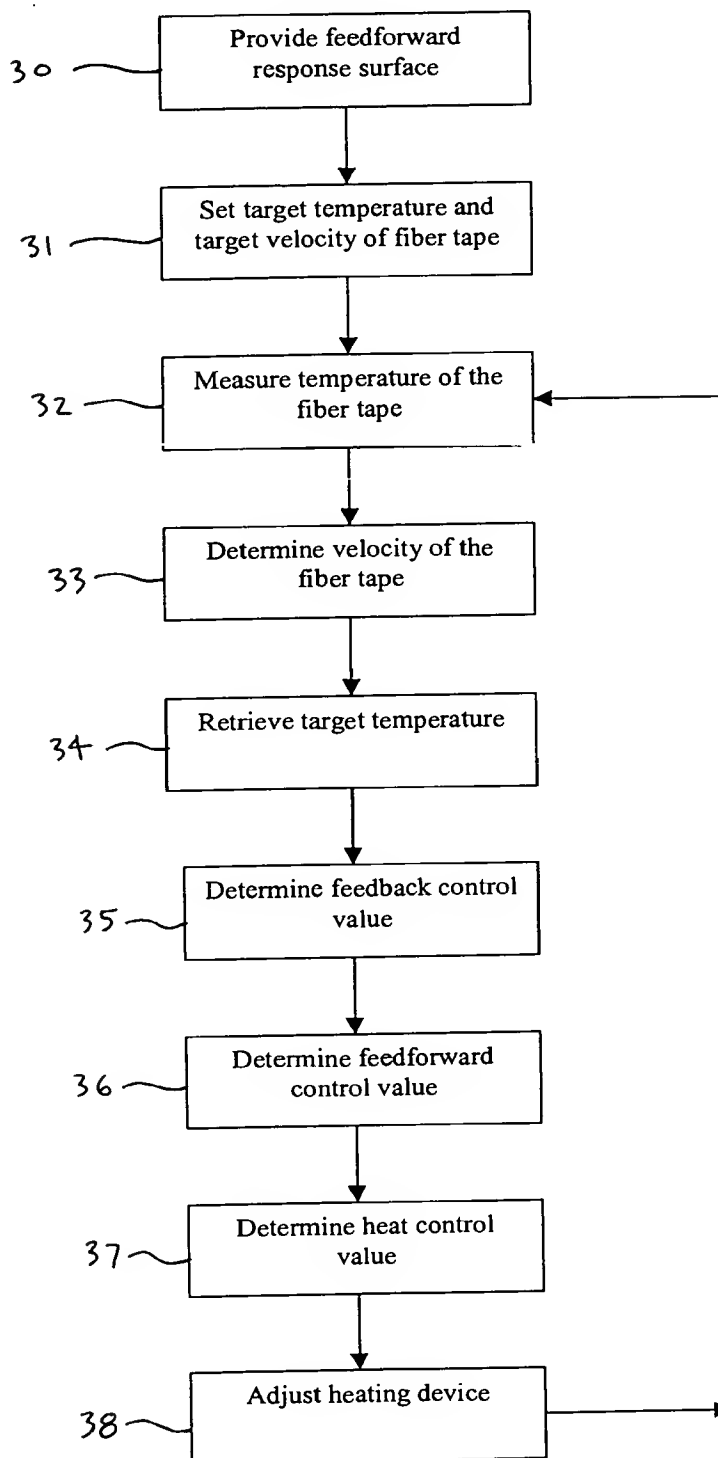 Provide feedforward
response surface
30
Set target temperature and
target velocity of fiber tape
31
Measure temperature of the
fiber tape
32
Determine velocity of the
fiber tape
33
Retrieve target temperature
34
Determine feedback control
value
35
Determine feedforward
control value
36
Determine heat control
value
37
Adjust heating device
38